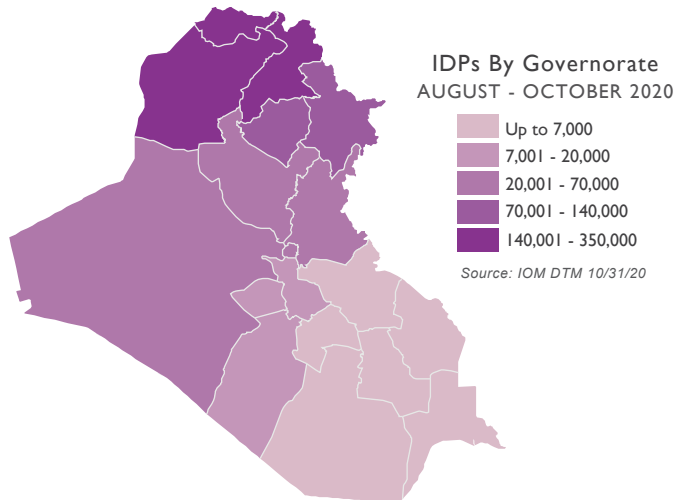 IDPs By Governorate
AUGUST - OCTOBER 2020
Up to 7,000
7,001 - 20,000
20,001 - 70,000
70,001 - 140,000
140,001 - 350,000
Source: IOM DTM 10/31/20